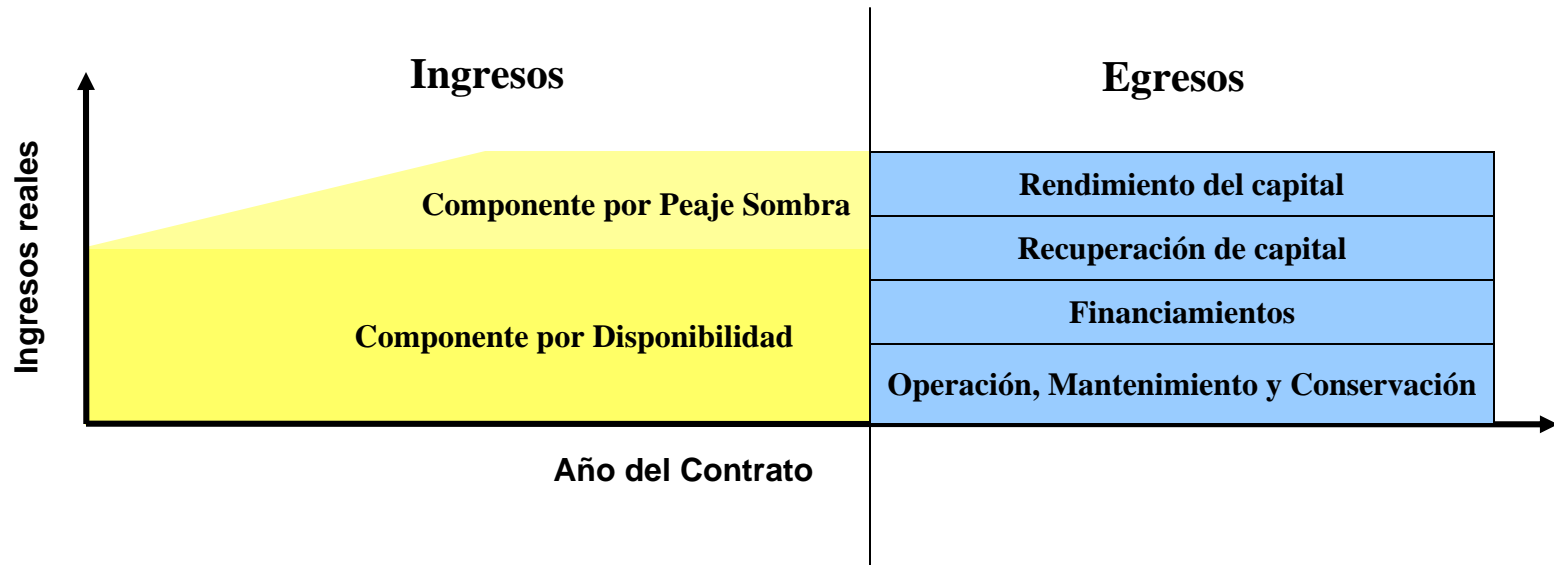 Ingresos
Egresos
Ingresos reales
Componente por Peaje Sombra
Componente por Disponibilidad
Rendimiento del capital
Recuperación de capital
Financiamientos
Operación, Mantenimiento y Conservación
Año del Contrato